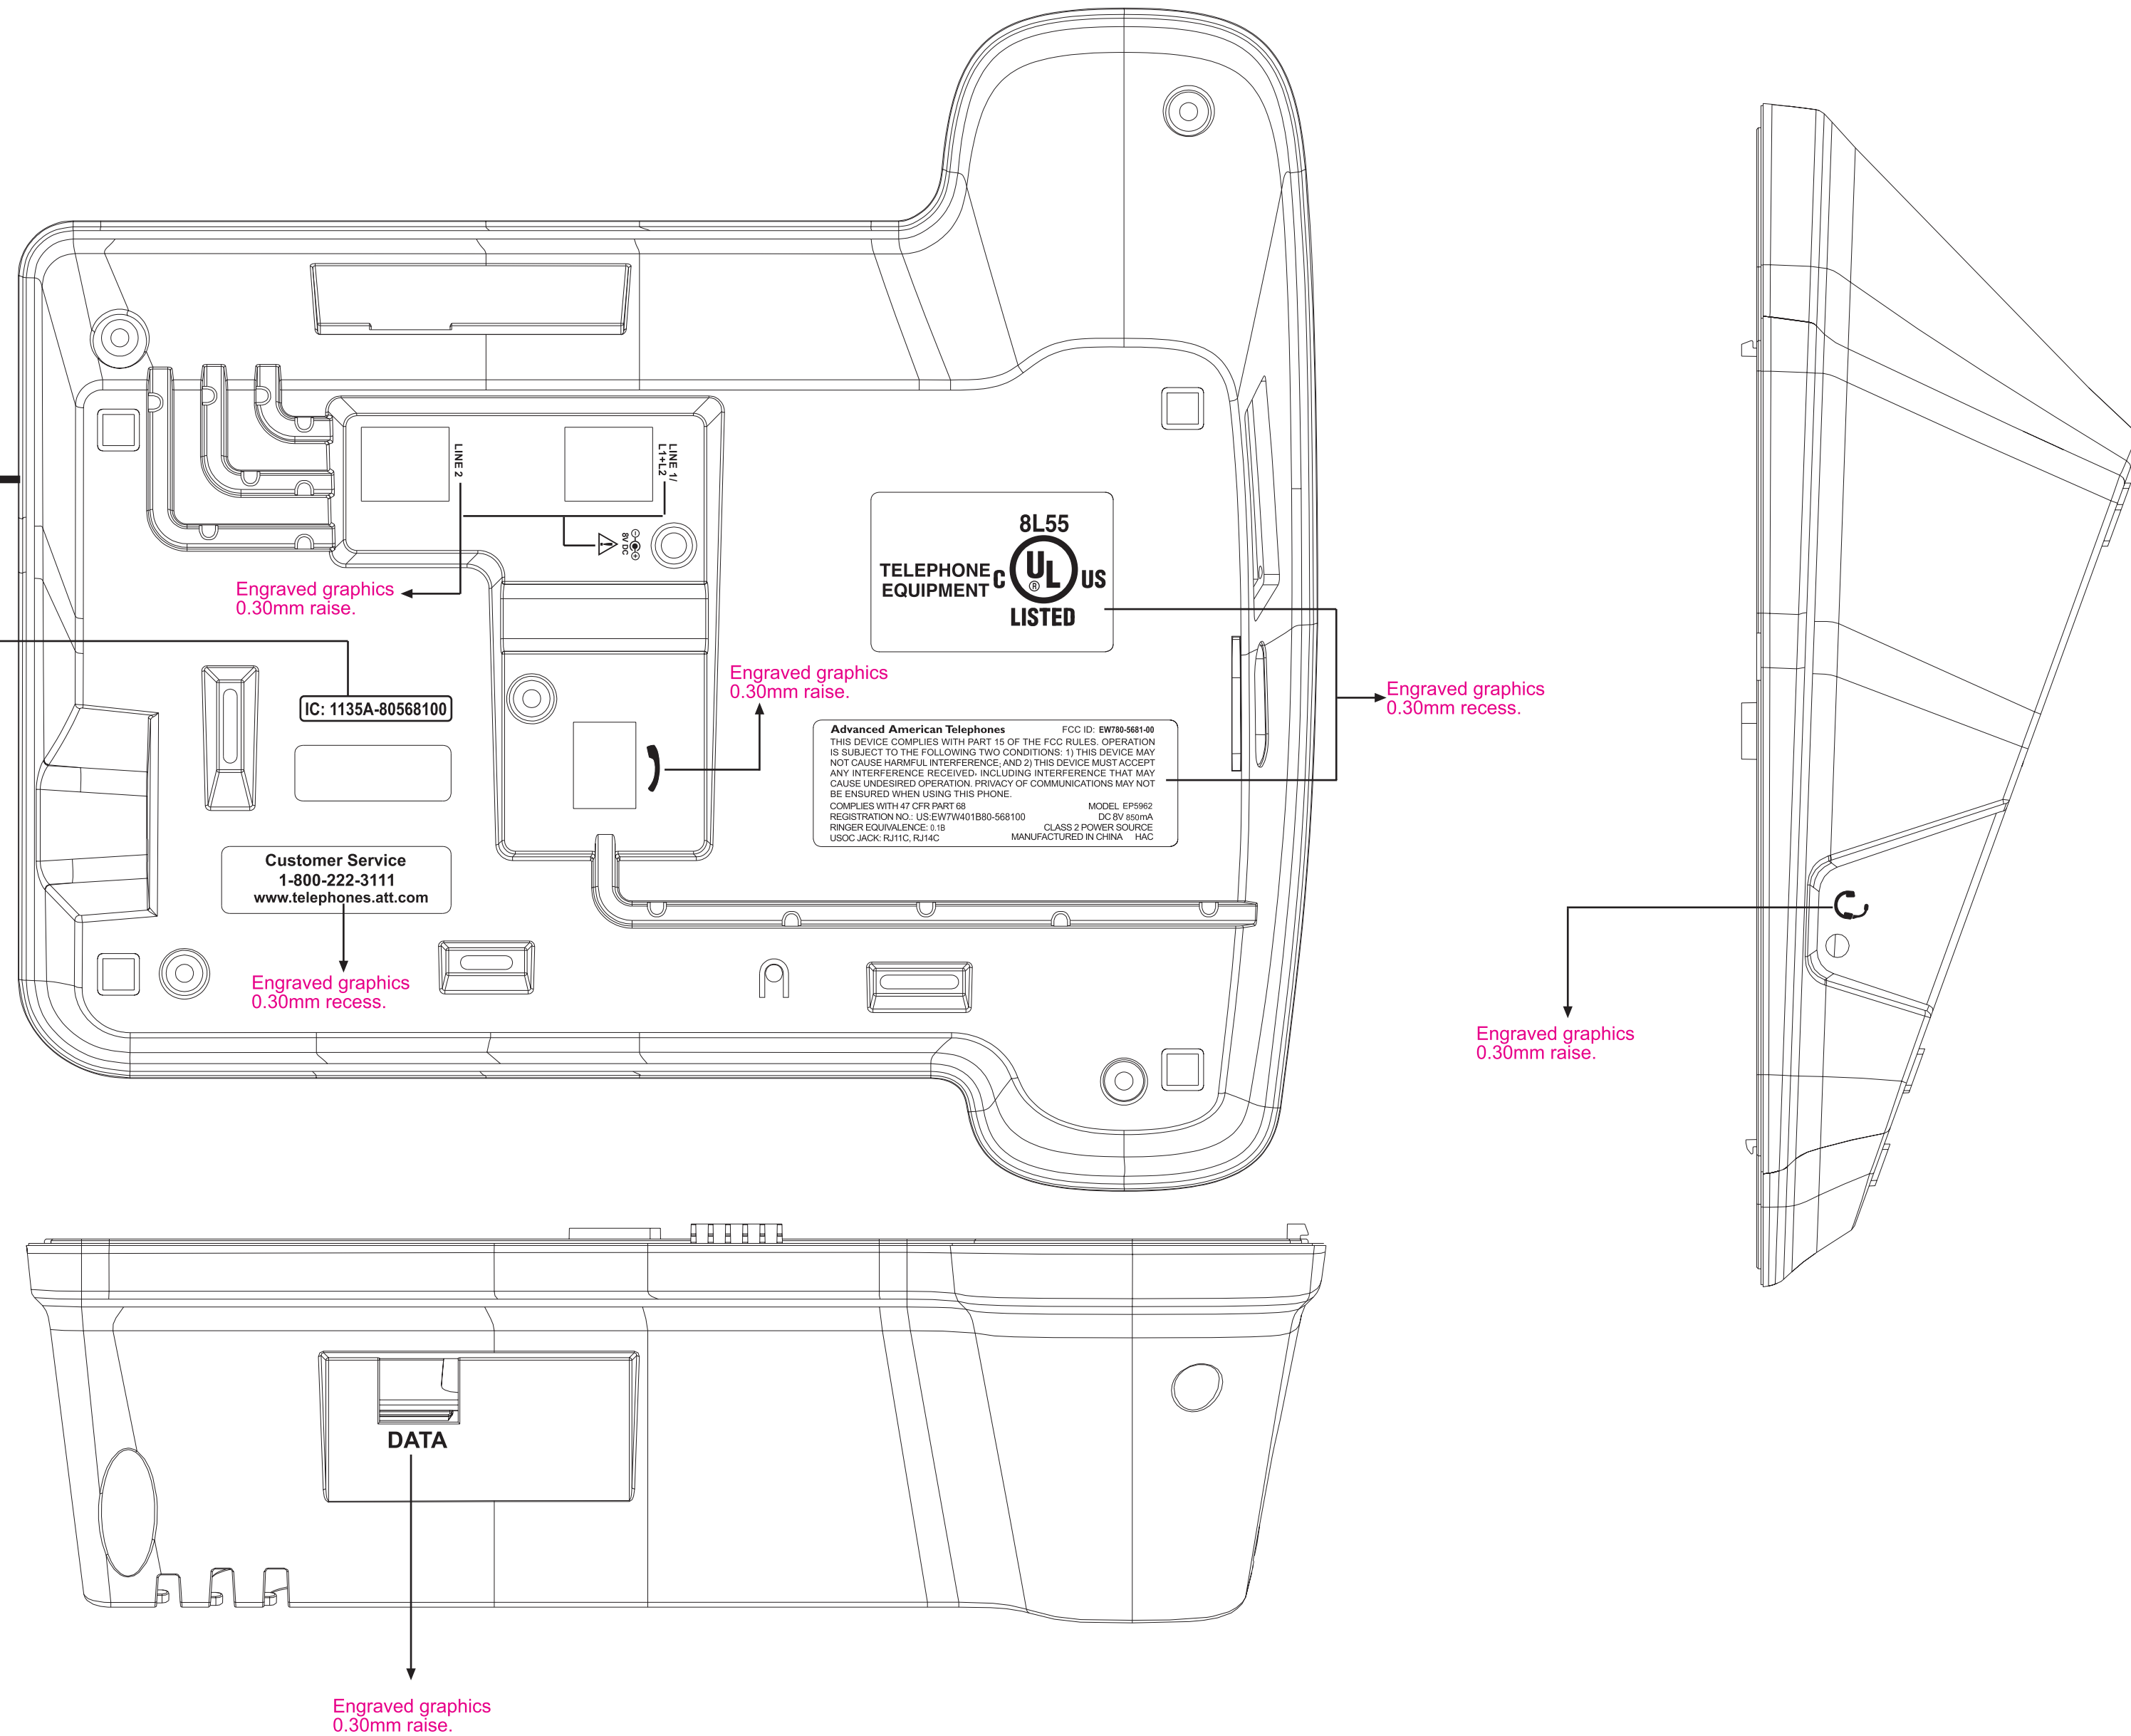 LINE 2
LINE 1/
L1+L2
8V DC
Engraved graphics
0.30mm raise.
8L55
TELEPHONE
EQUIPMENT
C UL ® US
LISTED
Engraved graphics
0.30mm raise.
Engraved graphics
0.30mm recess.
IC: 1135A-80568100
Advanced American Telephones FCC ID: EW780-5681-00
THIS DEVICE COMPLIES WITH PART 15 OF THE FCC RULES. OPERATION
IS SUBJECT TO THE FOLLOWING TWO CONDITIONS: 1) THIS DEVICE MAY
NOT CAUSE HARMFUL INTERFERENCE, AND 2) THIS DEVICE MUST ACCEPT
ANY INTERFERENCE RECEIVED, INCLUDING INTERFERENCE THAT MAY
CAUSE UNDESIRED OPERATION. PRIVACY OF COMMUNICATIONS MAY NOT
BE ENSURED WHEN USING THIS PHONE.
COMPLIES WITH 47 CFR PART 68 MODEL EP5962
REGISTRATION NO.: US:EW7W401B80-568100 DC 8V 850mA
RINGER EQUIVALENCE: 0.1B CLASS 2 POWER SOURCE
USOC JACK: RJ11C, RJ14C MANUFACTURED IN CHINA HAC
Customer Service
1-800-222-3111
www.telephones.att.com
Engraved graphics
0.30mm recess.
Engraved graphics
0.30mm raise.
DATA
Engraved graphics
0.30mm raise.